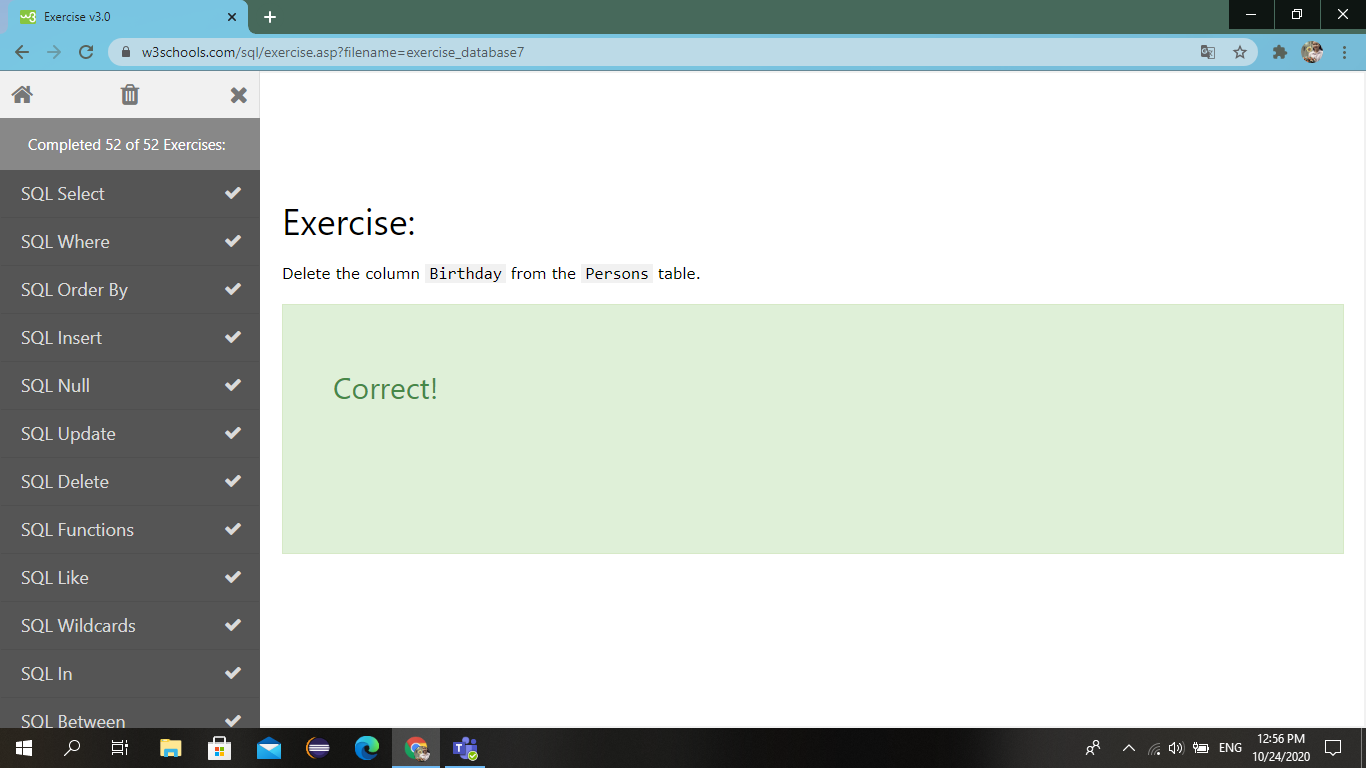 Exercise v3.0
w3schools.com/sql/exercise.asp?filename=exercise_database7
Completed 52 of 52 Exercises:
SQL Select
SQL Where
SQL Order By
SQL Insert
SQL Null
SQL Update
SQL Delete
SQL Functions
SQL Like
SQL Wildcards
SQL In
SQL Between
Exercise:
Delete the column Birthday from the Persons table.
Correct!
ENG
12:56 PM
10/24/2020